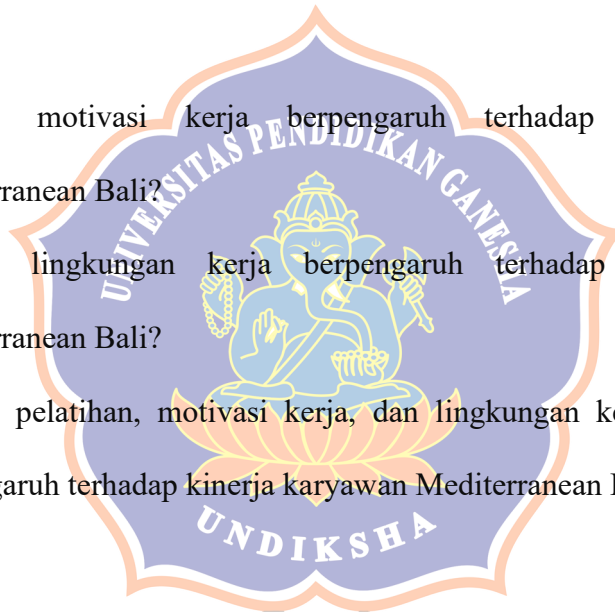 motivasi kerja berpengaruh terhadap
rranean Bali?
lingkungan kerja berpengaruh terhadap
rranean Bali?
pelatihan, motivasi kerja, dan lingkungan k
garuh terhadap kinerja karyawan Mediterranean
UNIVERSITAS PENDIDIKAN GANESHA
UNDIKSHA